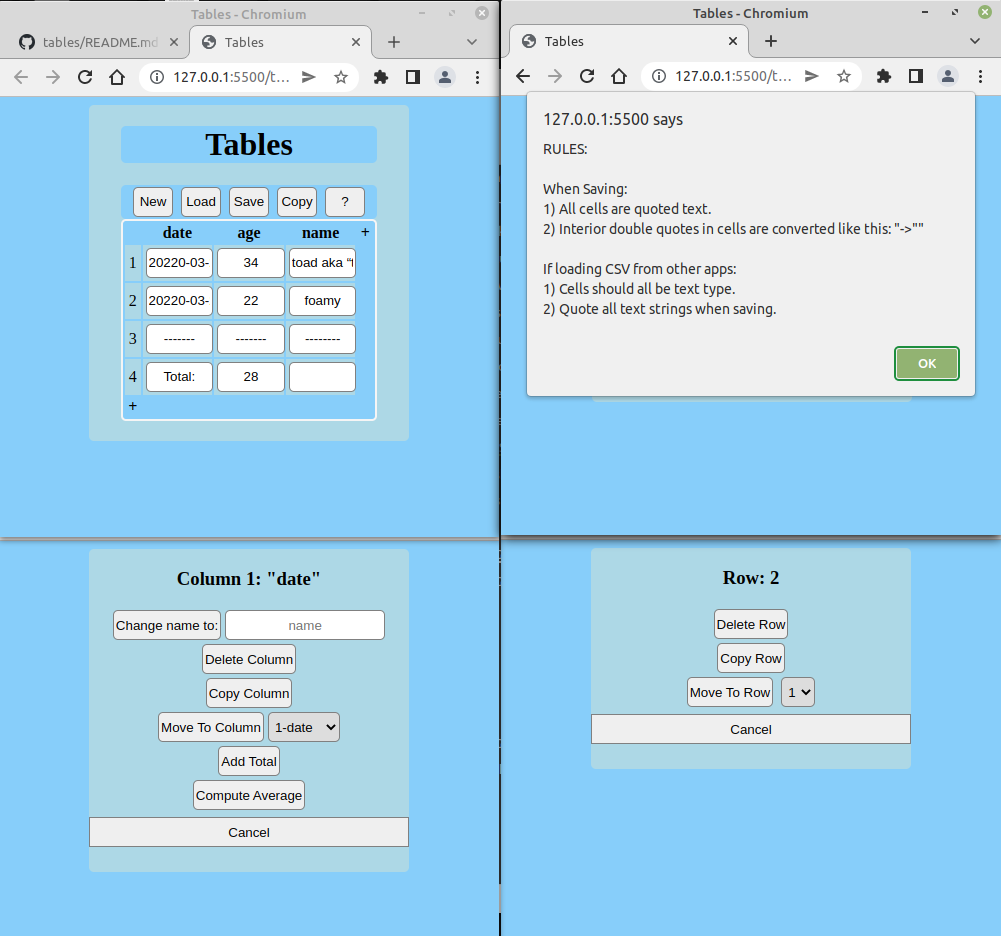 Tables - Chromium
tables/README.md
Tables
127.0.0.1:5500/t…
Tables
New Load Save Copy ?
date age name +
1 20220-03- 34 toad aka “t
2 20220-03- 22 foamy
3 ------- ------- --------
4 Total: 28
+
Tables - Chromium
Tables
127.0.0.1:5500/t…
127.0.0.1:5500 says
RULES:
When Saving:
1) All cells are quoted text.
2) Interior double quotes in cells are converted like this: "->""
If loading CSV from other apps:
1) Cells should all be text type.
2) Quote all text strings when saving.
OK
Column 1: "date"
Change name to: name
Delete Column
Copy Column
Move To Column 1-date
Add Total
Compute Average
Cancel
Row: 2
Delete Row
Copy Row
Move To Row 1
Cancel